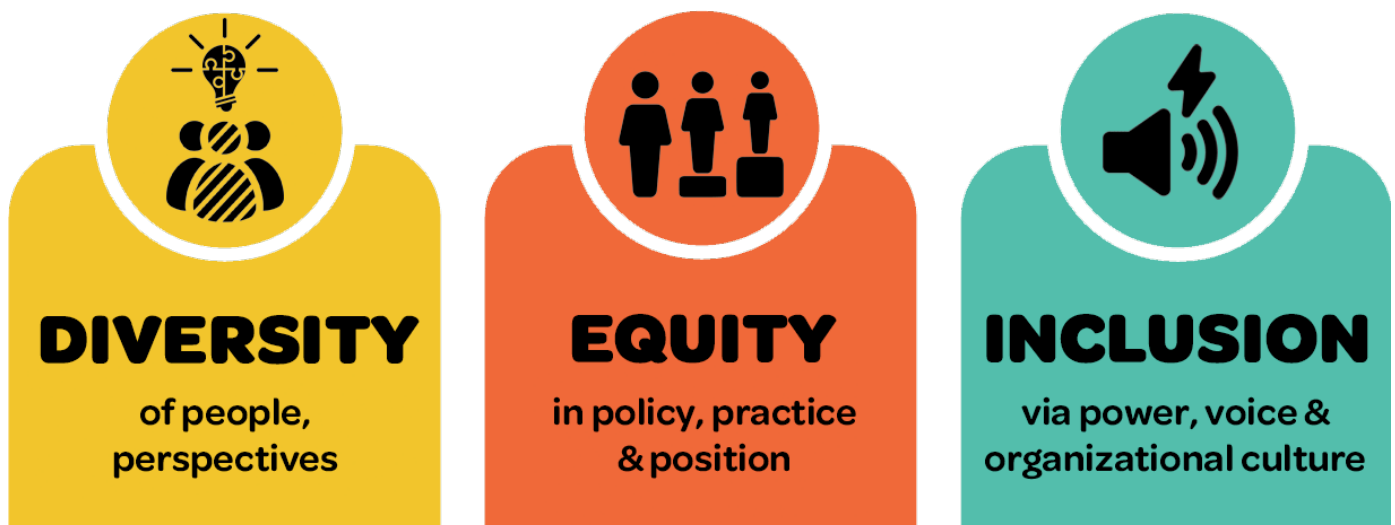 DIVERSITY
of people,
perspectives
EQUITY
in policy, practice
& position
INCLUSION
via power, voice &
organizational culture